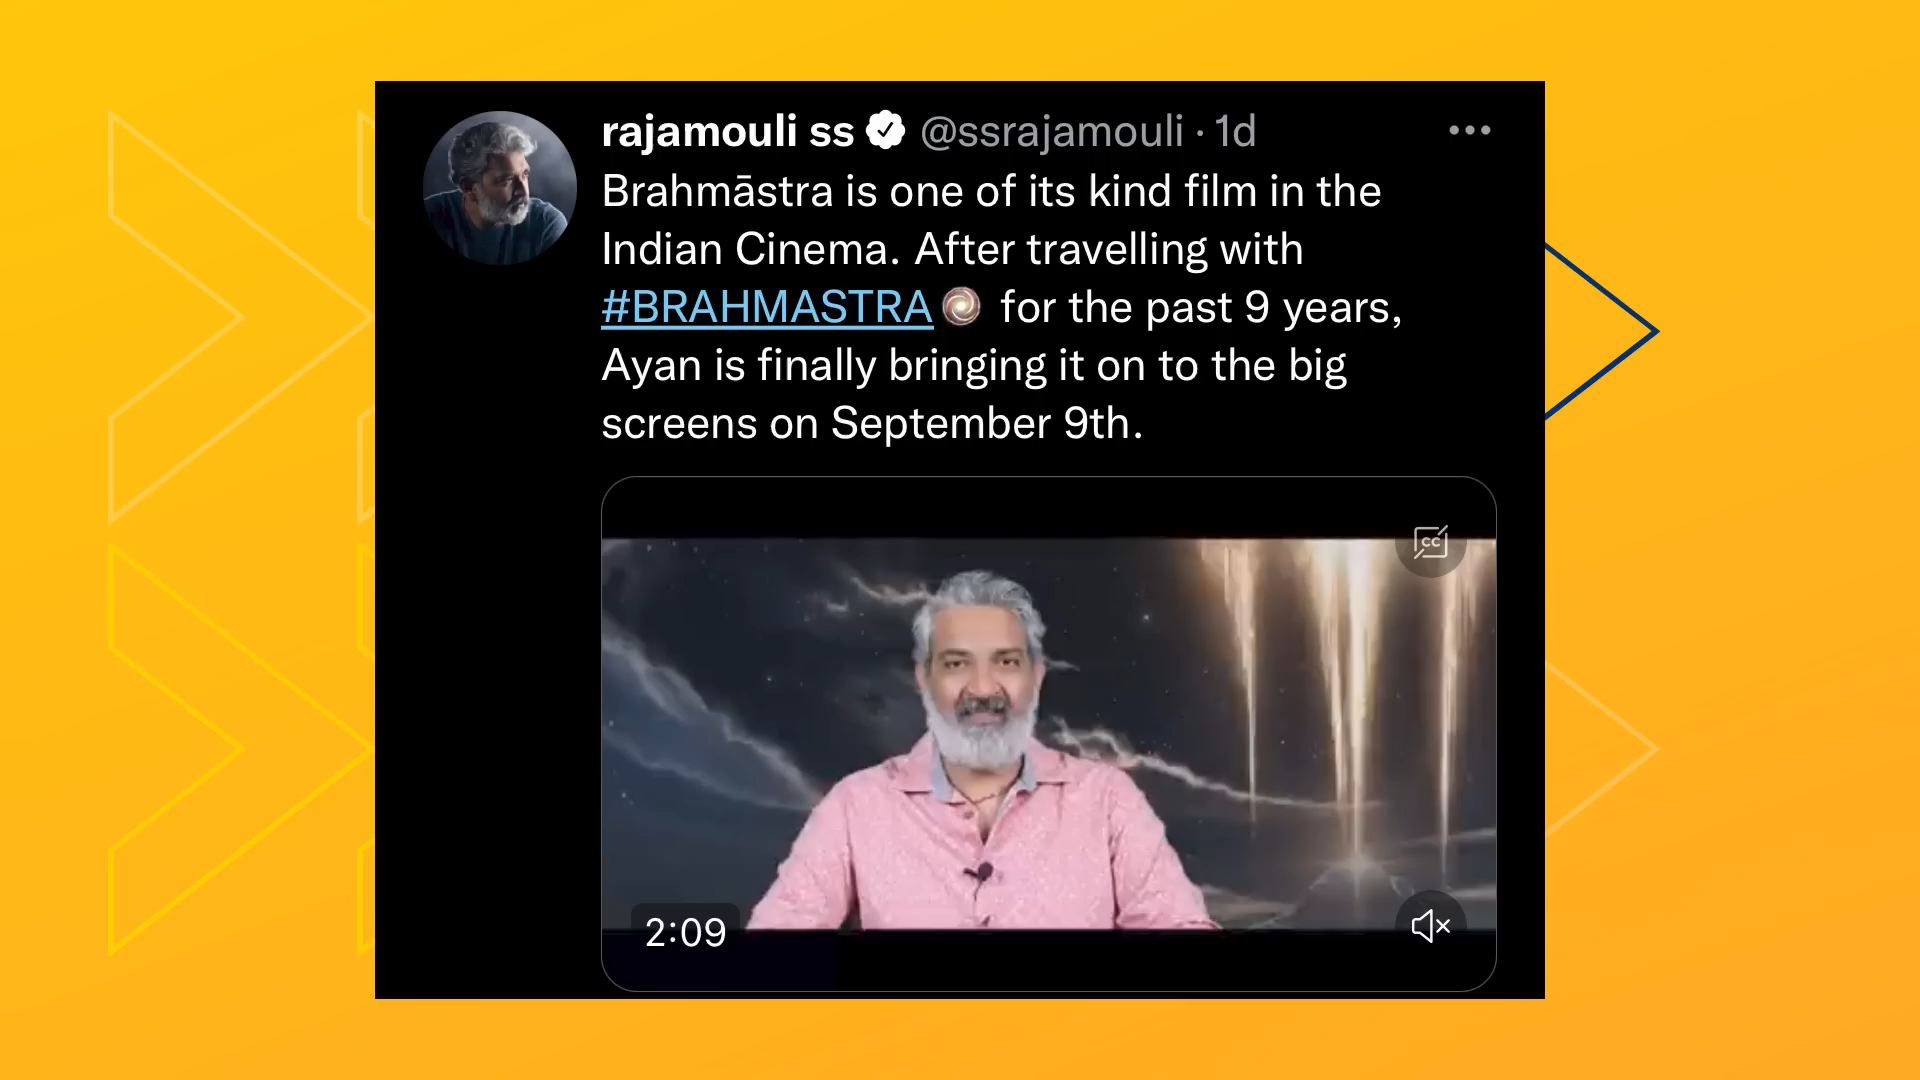 rajamouli ss @ssrajamouli · 1d
Brahmāstra is one of its kind film in the
Indian Cinema. After travelling with
#BRAHMASTRA for the past 9 years,
Ayan is finally bringing it on to the big
screens on September 9th.
CC
2:09